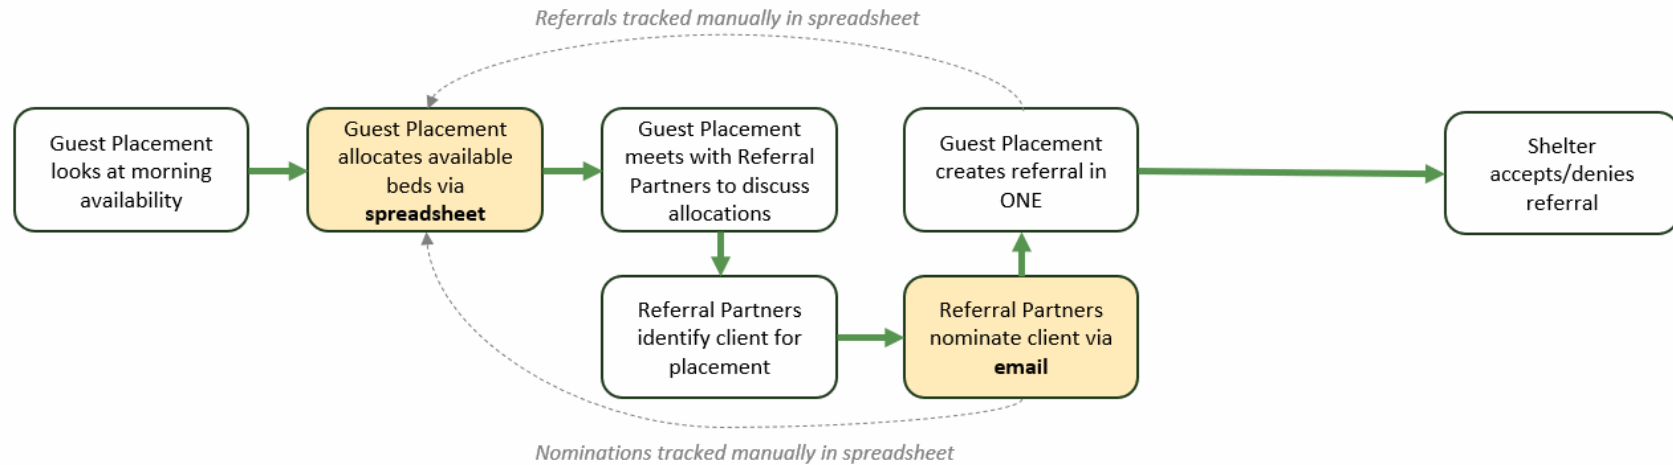 Referrals tracked manually in spreadsheet
Guest Placement
looks at morning
availability
Guest Placement
allocates available
beds via
spreadsheet
Guest Placement
meets with Referral
Partners to discuss
allocations
Referral Partners
identify client for
placement
Referral Partners
nominate client via
email
Guest Placement
creates referral in
ONE
Shelter
accepts/denies
referral
Nominations tracked manually in spreadsheet